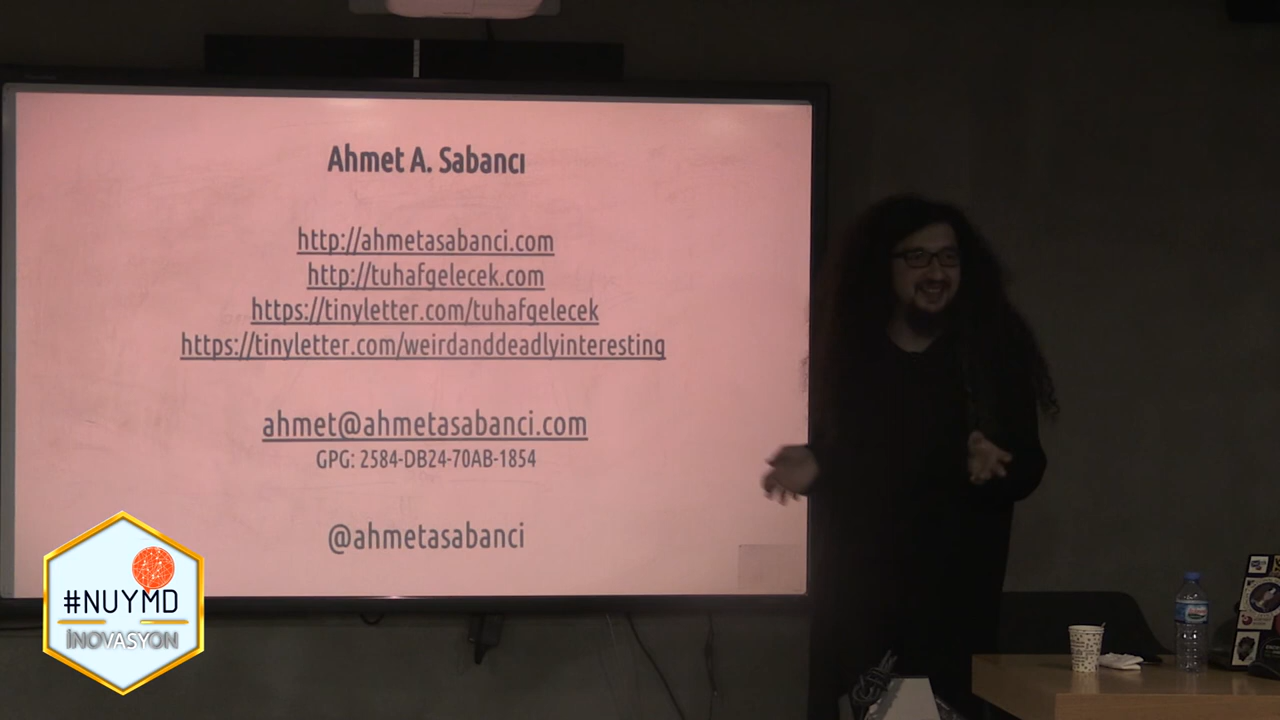 Ahmet A. Sabancı
http://ahmetasabanci.com
http://tuhafgelecek.com
https://tinyletter.com/tuhafgelecek
https://tinyletter.com/weirdanddeadlyinteresting
ahmet@ahmetasabanci.com
GPG: 2584-DB24-70AB-1854
@ahmetasabanci
#NUYMD
İNOVASYON